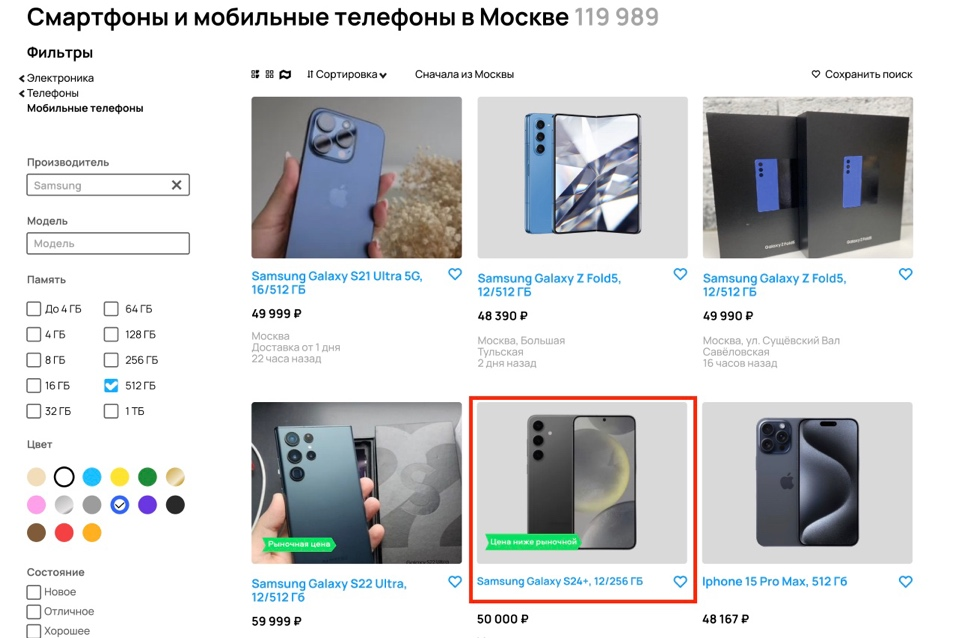 Смартфоны и мобильные телефоны в Москве 119 989
Фильтры
Электроника
Телефоны
Мобильные телефоны
Производитель
Samsung
Модель
Модель
Память
До 4 ГБ
64 ГБ
4 ГБ
128 ГБ
8 ГБ
256 ГБ
16 ГБ
512 ГБ
32 ГБ
1 ТБ
Цвет
Состояние
Новое
Отличное
Хорошее
Сортировка
Сначала из Москвы
Сохранить поиск
Samsung Galaxy S21 Ultra 5G,
16/512 ГБ
49 999 ₽
Москва
Доставка от 1 дня
22 часа назад
Samsung Galaxy Z Fold5,
12/512 ГБ
48 390 ₽
Москва, Большая
Тульская
2 дня назад
Galaxy Z Fold5
Galaxy Z Fold5
Samsung Galaxy Z Fold5,
12/512 ГБ
49 990 ₽
Москва, ул. Сущёвский Вал
Савёловская
16 часов назад
Рыночная цена
Samsung Galaxy S22 Ultra,
12/512 Гб
59 999 ₽
Цена ниже рыночной
Samsung Galaxy S24+, 12/256 ГБ
50 000 ₽
Iphone 15 Pro Max, 512 Гб
48 167 ₽